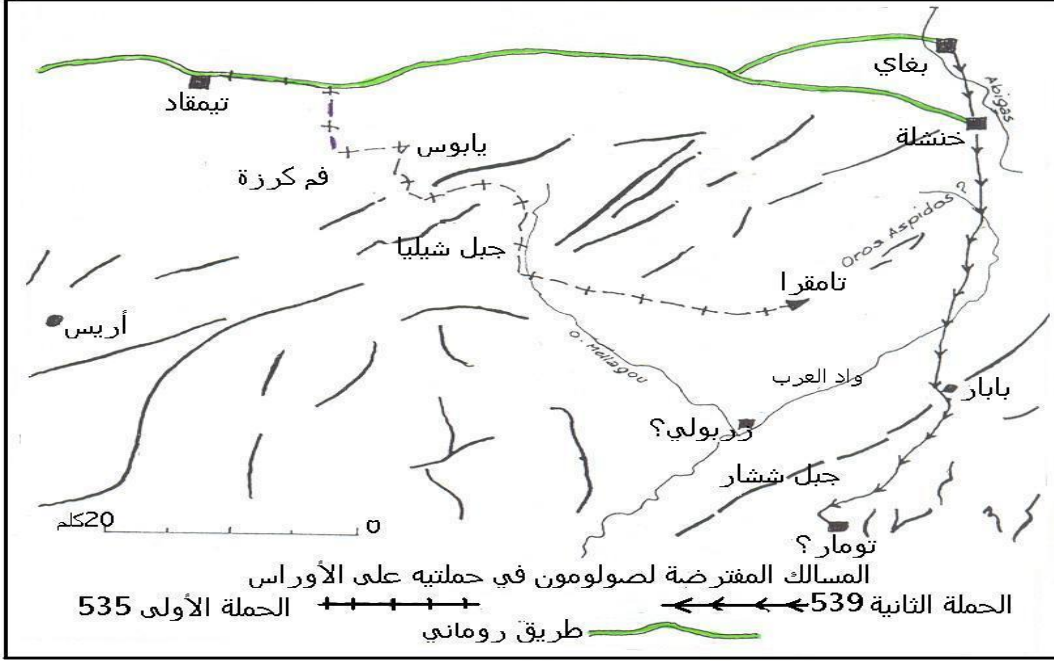 بغاي
Abigas
تيمقاد
خنشلة
يابوس
فم كرزة
Oros Aspidas ?
جبل شيليا
تامقرا
أريس
O. Mellagou
واد العرب
بابار
زربولي؟
جبل ششار
20كلم
0
تومار؟
المسالك المفترضة لصولومون في حملتيه على الأوراس
الحملة الثانية 539
الحملة الأولى 535
طريق روماني